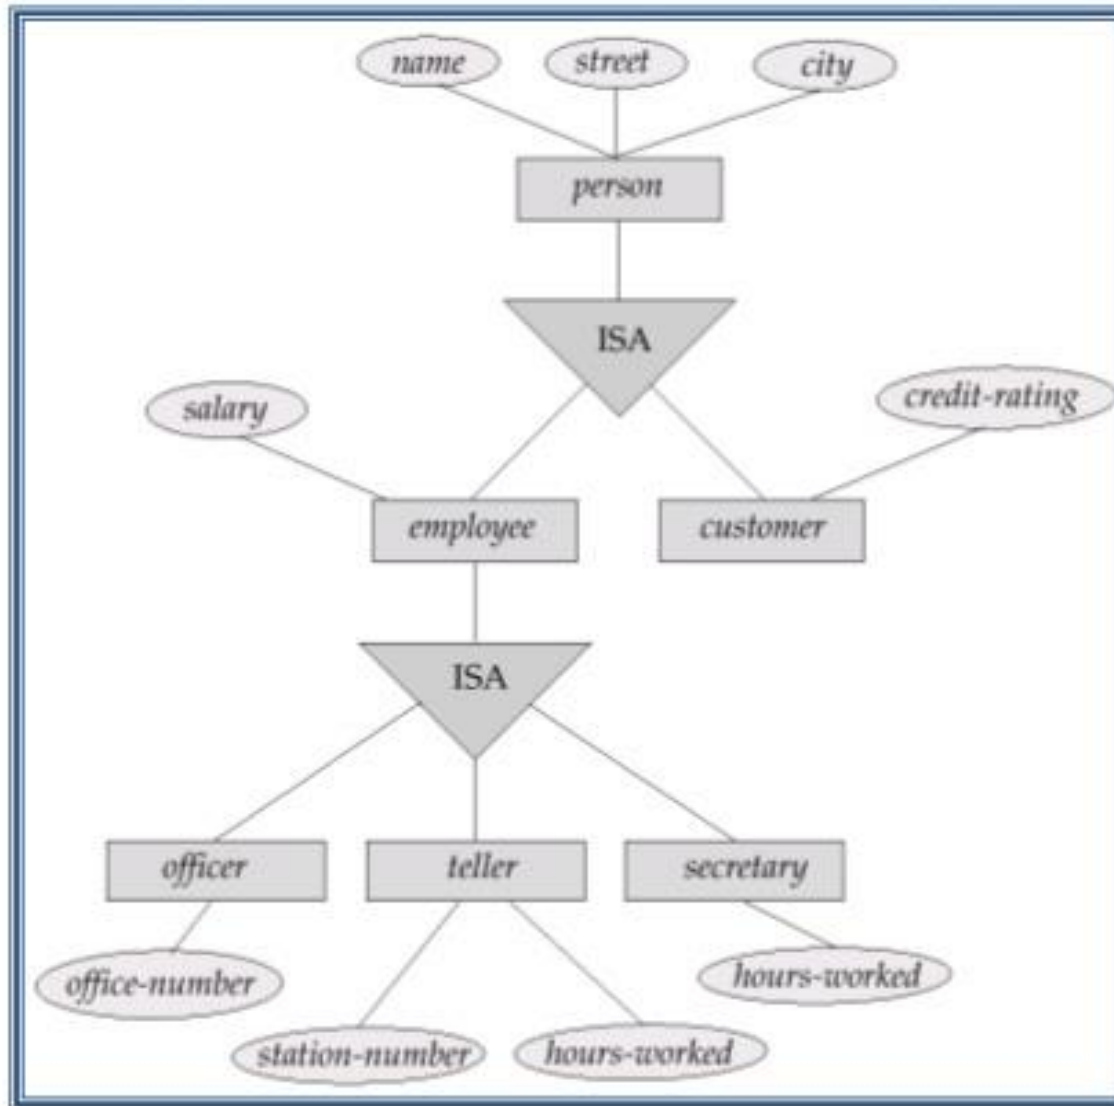 name street city
person
ISA
salary credit-rating
employee customer
ISA
officer teller secretary
office-number hours-worked
station-number hours-worked